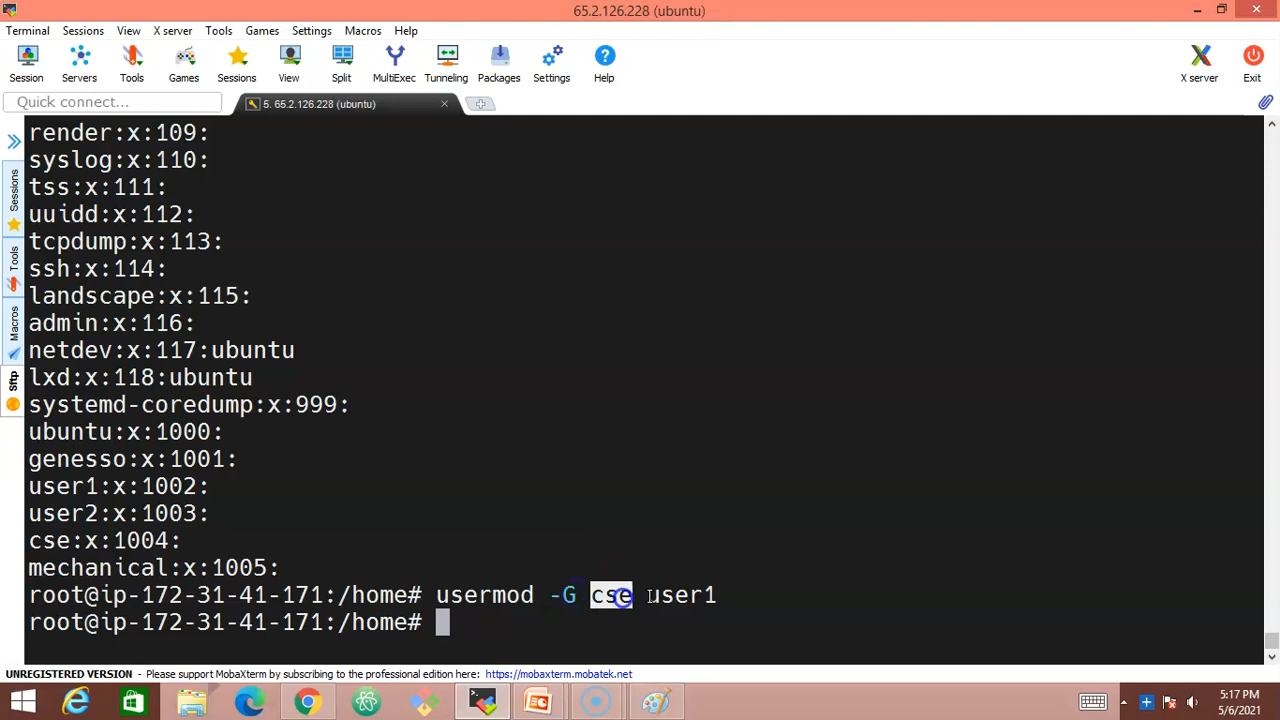 65.2.126.228 (ubuntu)
Terminal Sessions View X server Tools Games Settings Macros Help
Session Servers Tools Games Sessions View Split MultiExec Tunneling Packages Settings Help X server Exit
Quick connect...
5. 65.2.126.228 (ubuntu)
Sessions
Tools
Macros
Sftp
render:x:109:
syslog:x:110:
tss:x:111:
uuidd:x:112:
tcpdump:x:113:
ssh:x:114:
landscape:x:115:
admin:x:116:
netdev:x:117:ubuntu
lxd:x:118:ubuntu
systemd-coredump:x:999:
ubuntu:x:1000:
genesso:x:1001:
user1:x:1002:
user2:x:1003:
cse:x:1004:
mechanical:x:1005:
root@ip-172-31-41-171:/home# usermod -G cse user1
root@ip-172-31-41-171:/home#
UNREGISTERED VERSION - Please support MobaXterm by subscribing to the professional edition here: https://mobaxterm.mobatek.net
5:17 PM
5/6/2021